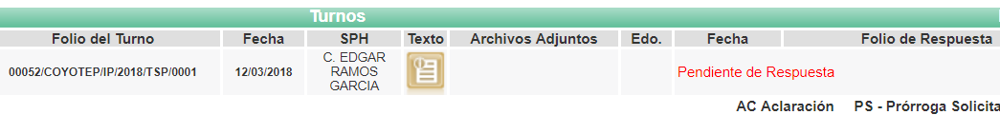 Turnos
Folio del Turno Fecha SPH Texto Archivos Adjuntos Edo. Fecha Folio de Respuesta
00052/COYOTEP/IP/2018/TSP/0001 12/03/2018 C. EDGAR RAMOS GARCIA Pendiente de Respuesta
AC Aclaración PS - Prórroga Solicita